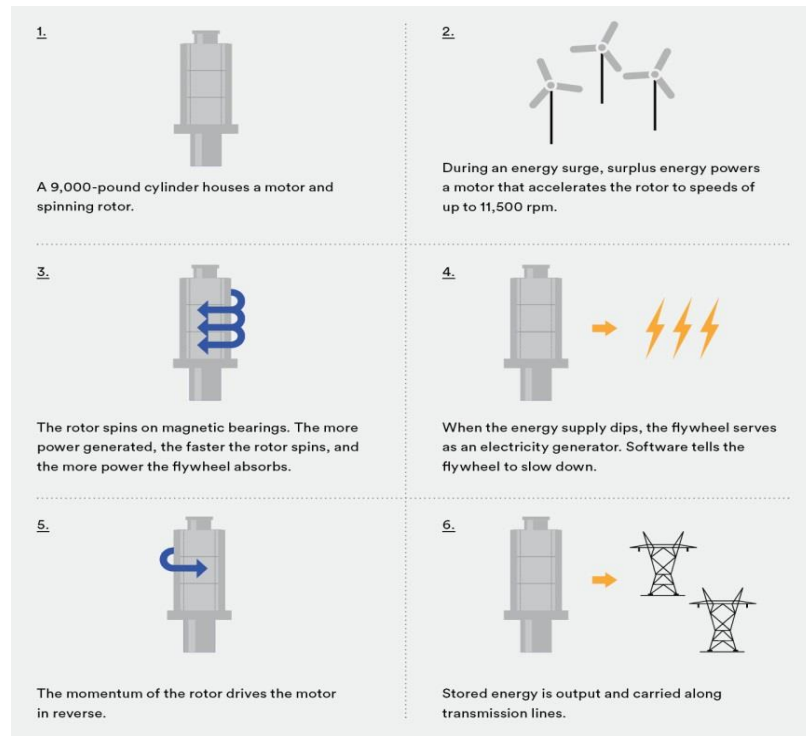 1.
A 9,000-pound cylinder houses a motor and
spinning rotor.
2.
During an energy surge, surplus energy powers
a motor that accelerates the rotor to speeds of
up to 11,500 rpm.
3.
The rotor spins on magnetic bearings. The more
power generated, the faster the rotor spins, and
the more power the flywheel absorbs.
4.
When the energy supply dips, the flywheel serves
as an electricity generator. Software tells the
flywheel to slow down.
5.
The momentum of the rotor drives the motor
in reverse.
6.
Stored energy is output and carried along
transmission lines.